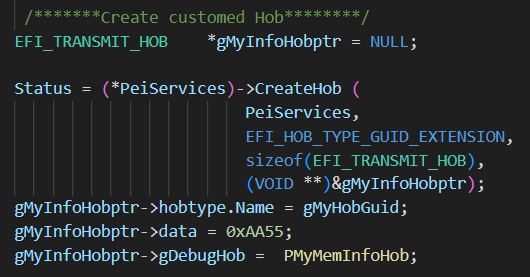 /*******Create customed Hob********/
EFI_TRANSMIT_HOB    *gMyInfoHobptr = NULL;
Status = (*PeiServices)->CreateHob (
PeiServices,
EFI_HOB_TYPE_GUID_EXTENSION,
sizeof(EFI_TRANSMIT_HOB),
(VOID **)&gMyInfoHobptr);
gMyInfoHobptr->hobtype.Name = gMyHobGuid;
gMyInfoHobptr->data = 0xAA55;
gMyInfoHobptr->gDebugHob =  PMyMemInfoHob;